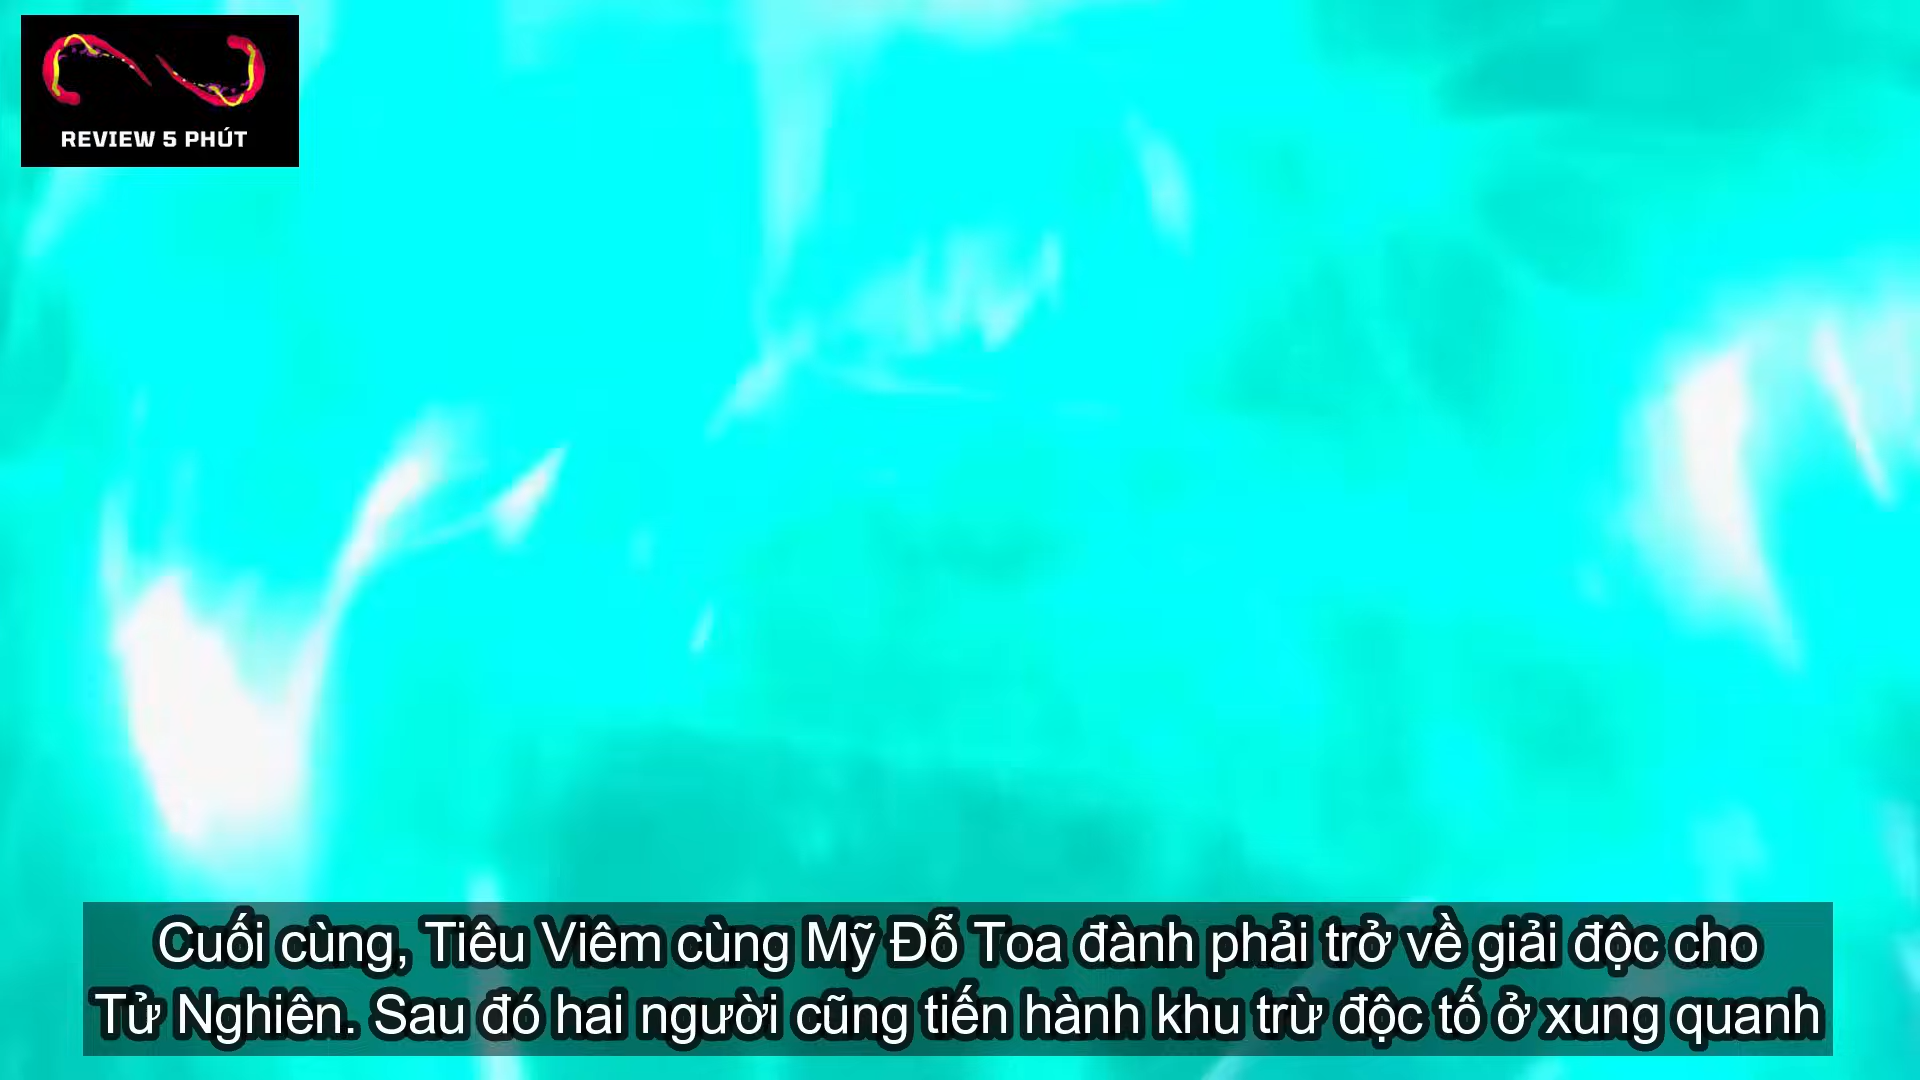 REVIEW 5 PHÚT
Cuối cùng, Tiêu Viêm cùng Mỹ Đỗ Toa đành phải trở về giải độc cho
Tử Nghiên. Sau đó hai người cũng tiến hành khu trừ độc tố ở xung quanh